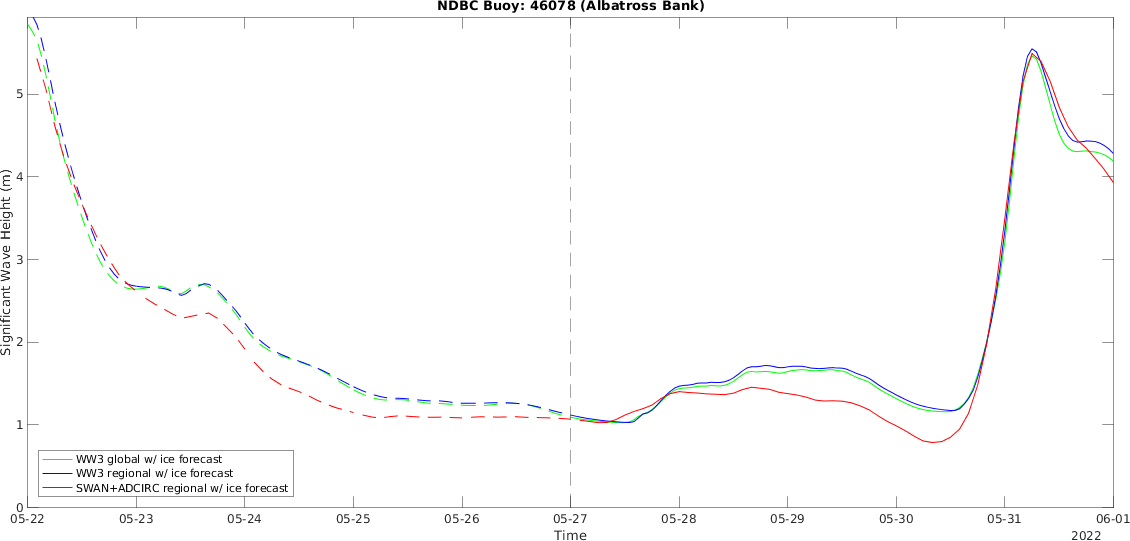 NDBC Buoy: 46078 (Albatross Bank)
Significant Wave Height (m)
5
4
3
2
1
0
WW3 global w/ ice forecast
WW3 regional w/ ice forecast
SWAN+ADCIRC regional w/ ice forecast
05-22 05-23 05-24 05-25 05-26 05-27 05-28 05-29 05-30 05-31 06-01
Time
2022